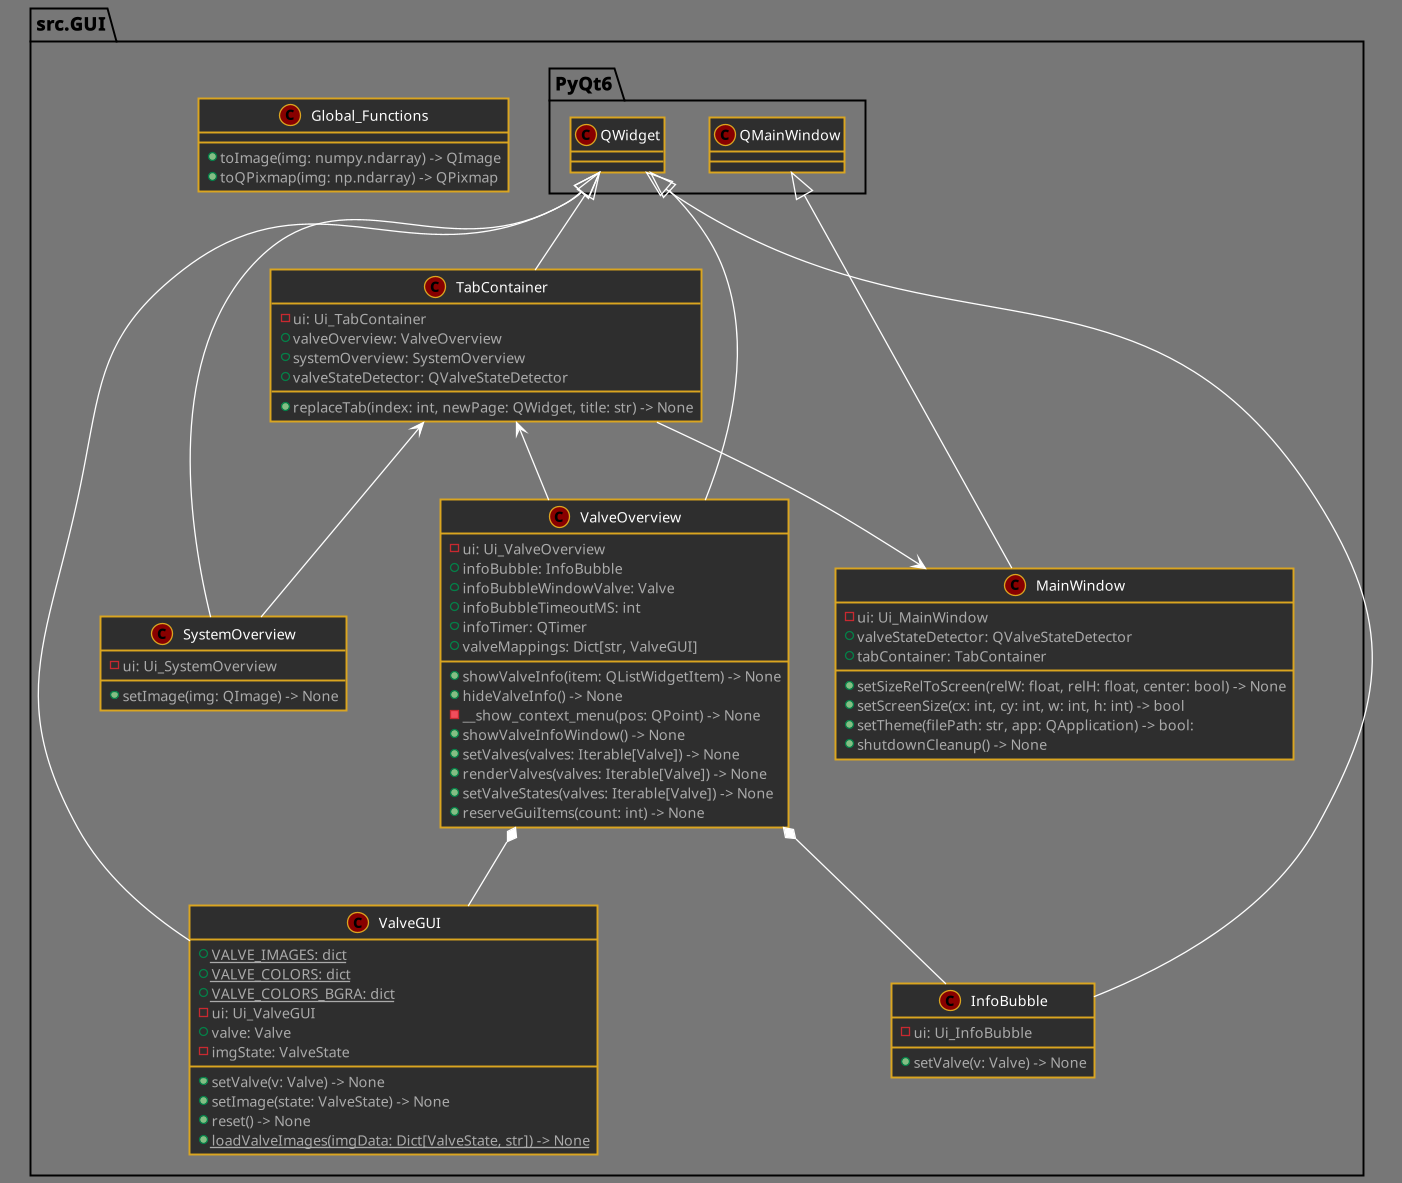 src.GUI
PyQt6
C Global_Functions
toImage(img: numpy.ndarray) -> QImage
toQPixmap(img: np.ndarray) -> QPixmap
C QWidget
C QMainWindow
C TabContainer
ui: Ui_TabContainer
valveOverview: ValveOverview
systemOverview: SystemOverview
valveStateDetector: QValveStateDetector
replaceTab(index: int, newPage: QWidget, title: str) -> None
C ValveOverview
ui: Ui_ValveOverview
infoBubble: InfoBubble
infoBubbleWindowValve: Valve
infoBubbleTimeoutMS: int
infoTimer: QTimer
valveMappings: Dict[str, ValveGUI]
showValveInfo(item: QListWidgetItem) -> None
hideValveInfo() -> None
__show_context_menu(pos: QPoint) -> None
showValveInfoWindow() -> None
setValves(valves: Iterable[Valve]) -> None
renderValves(valves: Iterable[Valve]) -> None
setValveStates(valves: Iterable[Valve]) -> None
reserveGuiItems(count: int) -> None
C MainWindow
ui: Ui_MainWindow
valveStateDetector: QValveStateDetector
tabContainer: TabContainer
setSizeRelToScreen(relW: float, relH: float, center: bool) -> None
setScreenSize(cx: int, cy: int, w: int, h: int) -> bool
setTheme(filePath: str, app: QApplication) -> bool:
shutdownCleanup() -> None
C SystemOverview
ui: Ui_SystemOverview
setImage(img: QImage) -> None
C ValveGUI
VALVE_IMAGES: dict
VALVE_COLORS: dict
VALVE_COLORS_BGRA: dict
ui: Ui_ValveGUI
valve: Valve
imgState: ValveState
setValve(v: Valve) -> None
setImage(state: ValveState) -> None
reset() -> None
loadValveImages(imgData: Dict[ValveState, str]) -> None
C InfoBubble
ui: Ui_InfoBubble
setValve(v: Valve) -> None